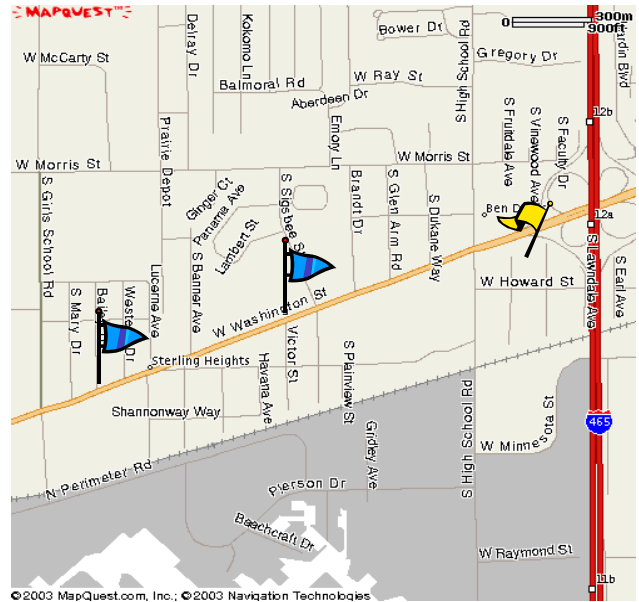 MAPQUEST™
0 300m
900ft
W McCarty St
Delray Dr
Kokomo Ln
Balmoral Rd
Aberdeen Dr
W Ray St
Bower Dr
Gregory Dr
S High School Rd
12b
W Morris St
Prairie Depot
Emory Ln
W Morris St
S Fruitdale Ave
S Vinewood Ave
S Faculty Dr
S Girls School Rd
Ginger Ct
Panama Ave
Lambert St
S Sigsbee St
Brandt Dr
S Glen Arm Rd
S Dukane Way
Ben D
12a
S Mary Dr
Lucerne Ave
S Banner Ave
W Washington St
W Howard St
S Lawndale Ave
S Earl Ave
Sterling Heights
Havana Ave
Victor St
S Plainview St
Shannonway Way
Gridley Ave
S High School Rd
W Minnesota St
465
N Perimeter Rd
Pierson Dr
Beechcraft Dr
W Raymond St
11b
©2003 MapQuest.com, Inc.; ©2003 Navigation Technologies